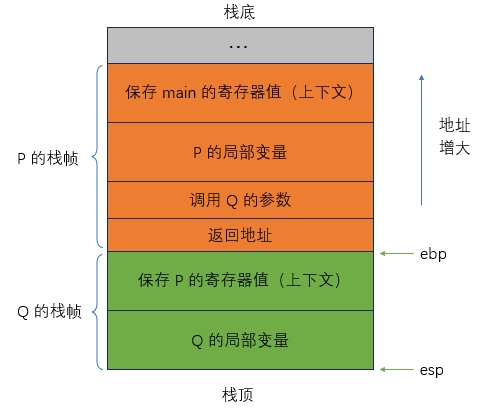 栈底
...
保存 main 的寄存器值（上下文）
P 的局部变量
调用 Q 的参数
返回地址
保存 P 的寄存器值（上下文）
Q 的局部变量
栈顶
P 的栈帧
Q 的栈帧
地址
增大
ebp
esp